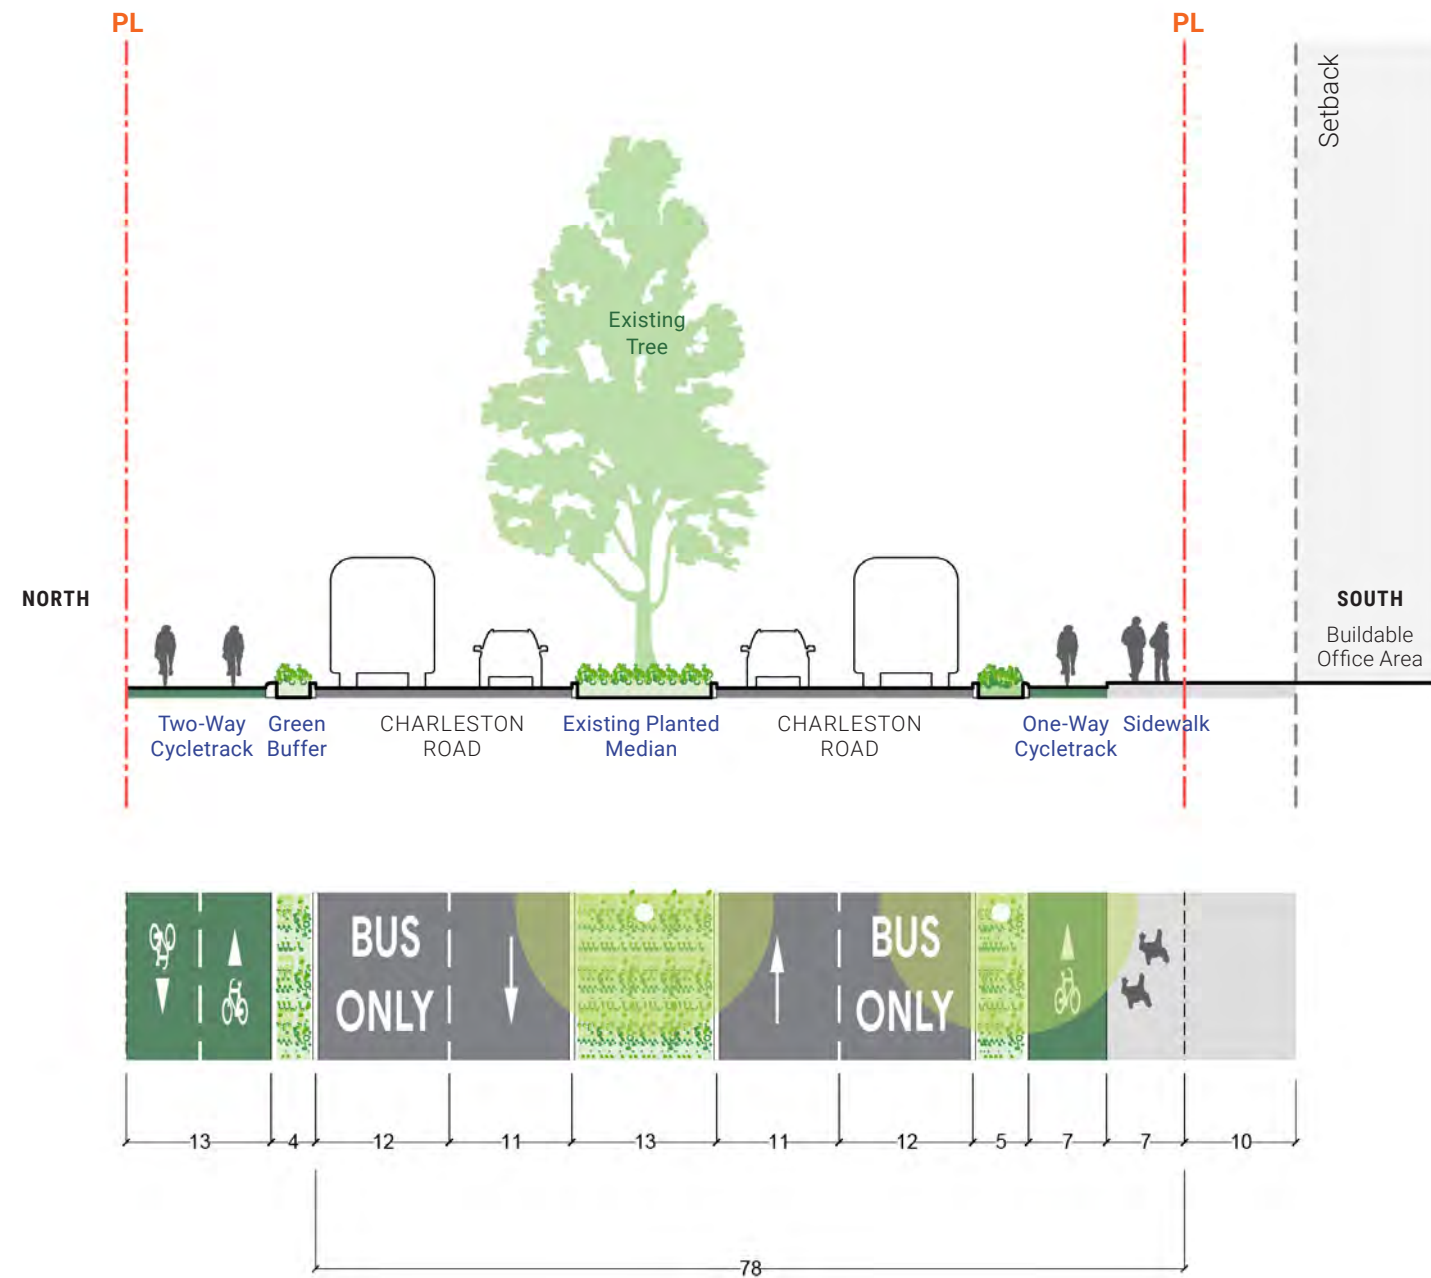 PL
PL
Setback
Existing
Tree
NORTH
SOUTH
Buildable
Office Area
Two-Way
Cycletrack
Green
Buffer
CHARLESTON
ROAD
Existing Planted
Median
CHARLESTON
ROAD
One-Way
Cycletrack
Sidewalk
BUS
ONLY
BUS
ONLY
13
4
12
11
13
11
12
5
7
7
10
78